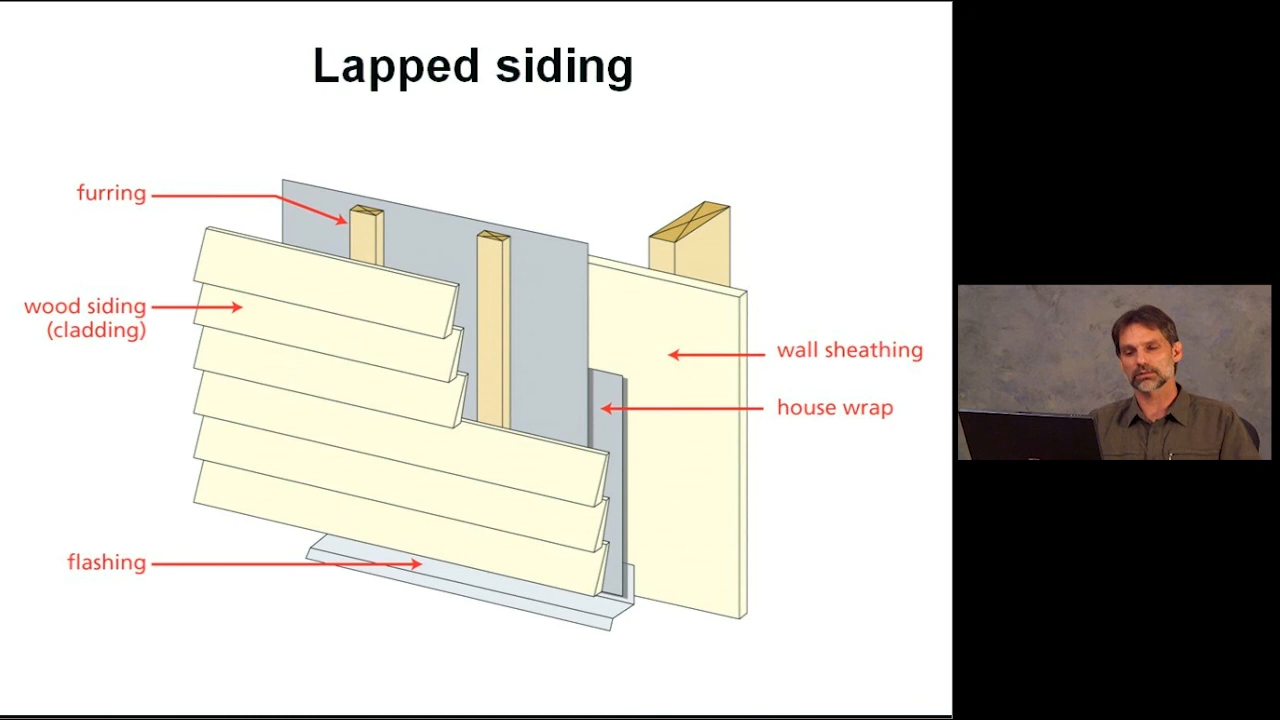 Lapped siding
furring
wood siding
(cladding)
wall sheathing
house wrap
flashing